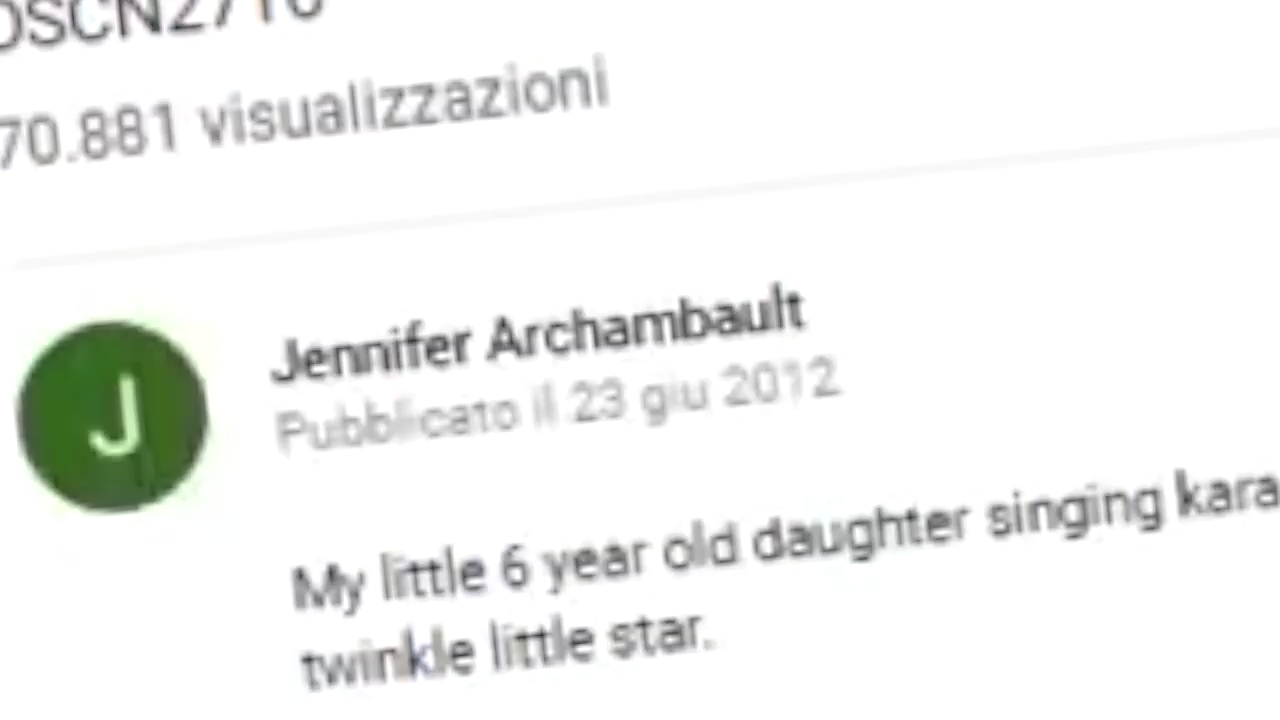 70.881 visualizzazioni
J
Jennifer Archambault
Pubblicato il 23 giu 2012
My little 6 year old daughter singing
twinkle little star.